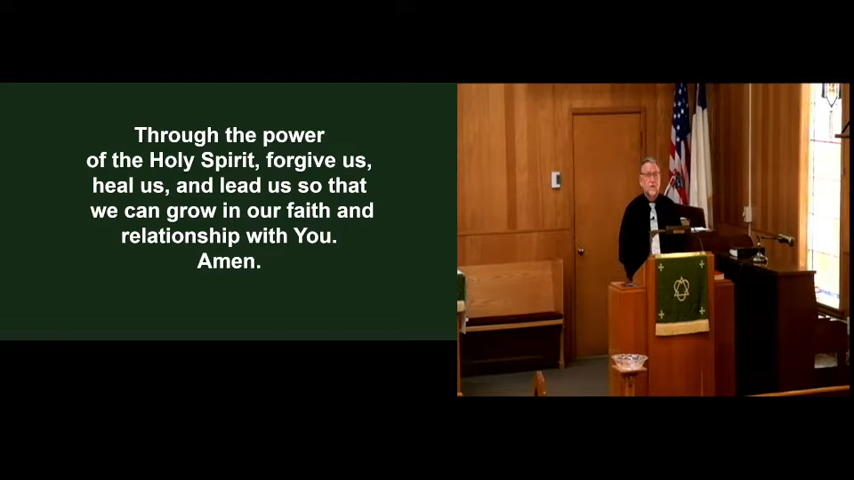 Through the power
of the Holy Spirit, forgive us,
heal us, and lead us so that
we can grow in our faith and
relationship with You.
Amen.